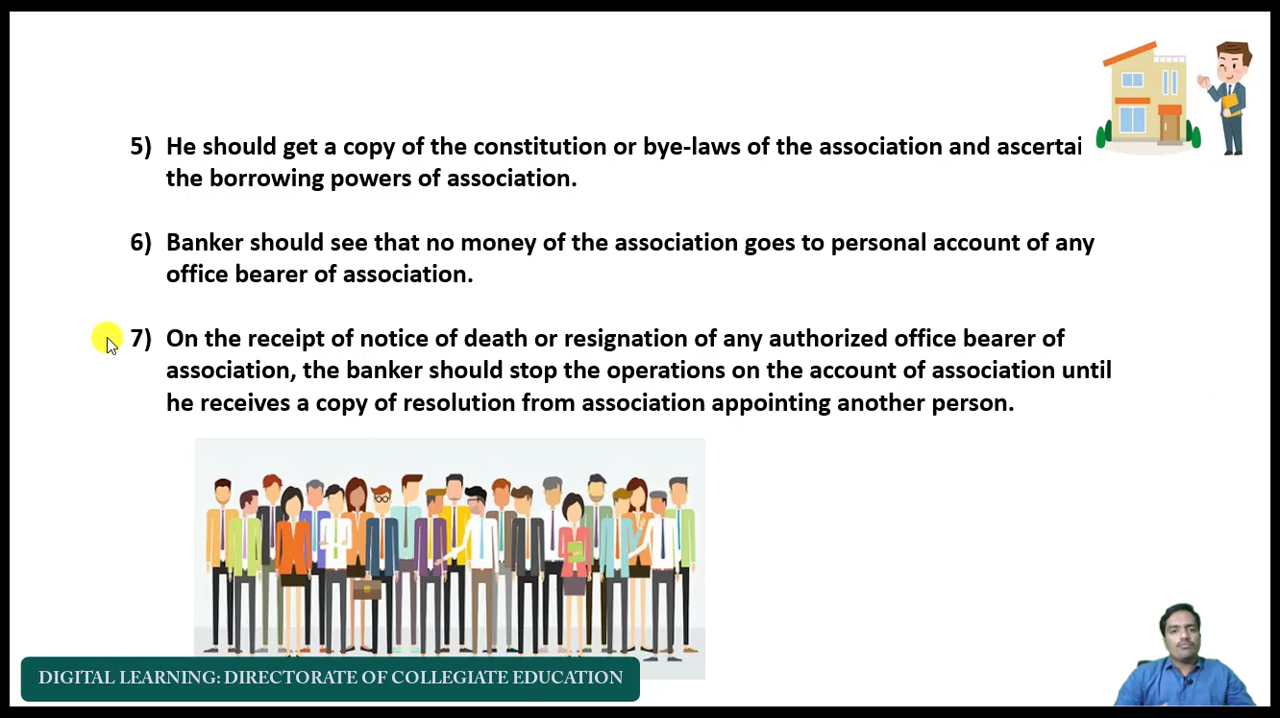 5) He should get a copy of the constitution or bye-laws of the association and ascertai
the borrowing powers of association.
6) Banker should see that no money of the association goes to personal account of any
office bearer of association.
7) On the receipt of notice of death or resignation of any authorized office bearer of
association, the banker should stop the operations on the account of association until
he receives a copy of resolution from association appointing another person.
DIGITAL LEARNING: DIRECTORATE OF COLLEGIATE EDUCATION